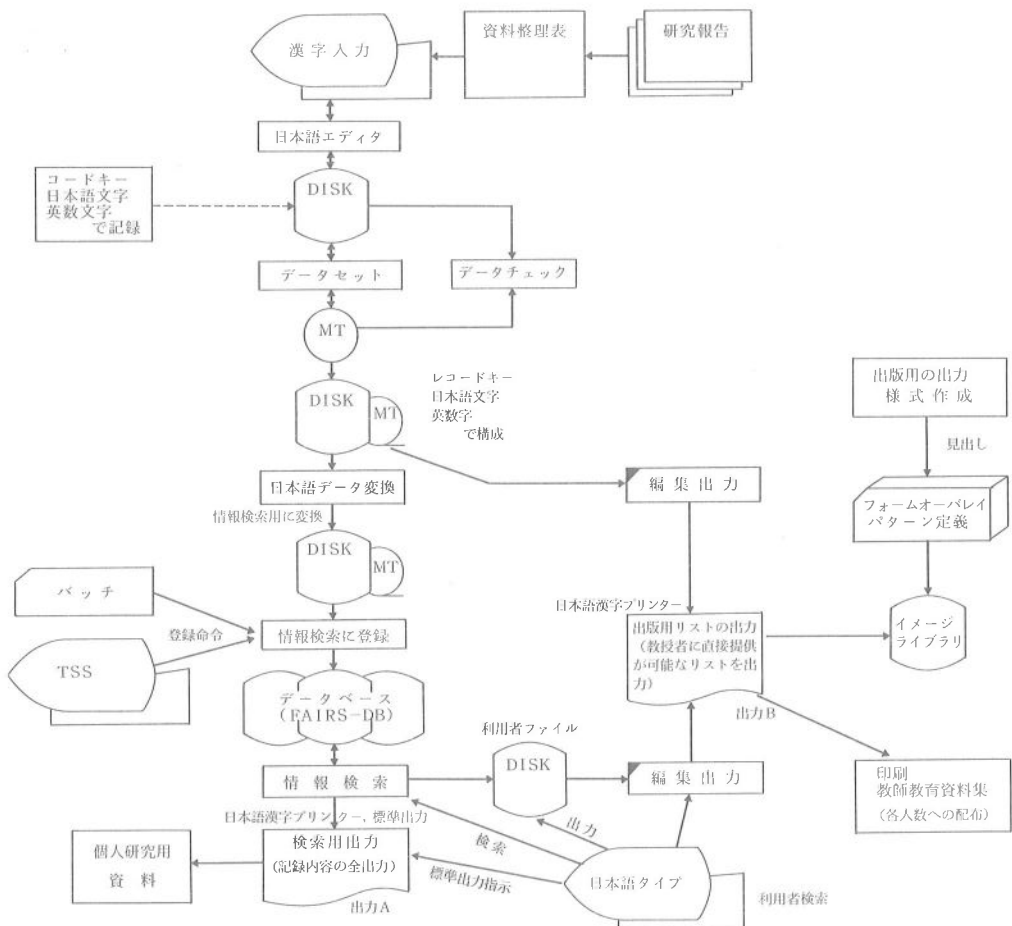 漢字入力
資料整理表
研究報告
日本語エディタ
コードキー
日本語文字
英数文字
で記録
DISK
データセット
データチェック
MT
DISK
MT
レコードキー
日本語文字
英数字
で構成
出版用の出力
様式作成
見出し
日本語データ変換
編集出力
フォームオーバレイ
パターン定義
情報検索用に変換
DISK
MT
バッチ
登録命令
情報検索に登録
日本語漢字プリンター
出版用リストの出力
(教授者に直接提供
が可能なリストを出
力)
イメージ
ライブラリ
TSS
データベース
(FAIRS-DB)
出力B
利用者ファイル
DISK
情報検索
編集出力
印刷
教師教育資料集
(各人数への配布)
日本語漢字プリンター, 標準出力
出力
検索
個人研究用
資料
検索用出力
(記録内容の全出力)
標準出力指示
日本語タイプ
利用者検索
出力A